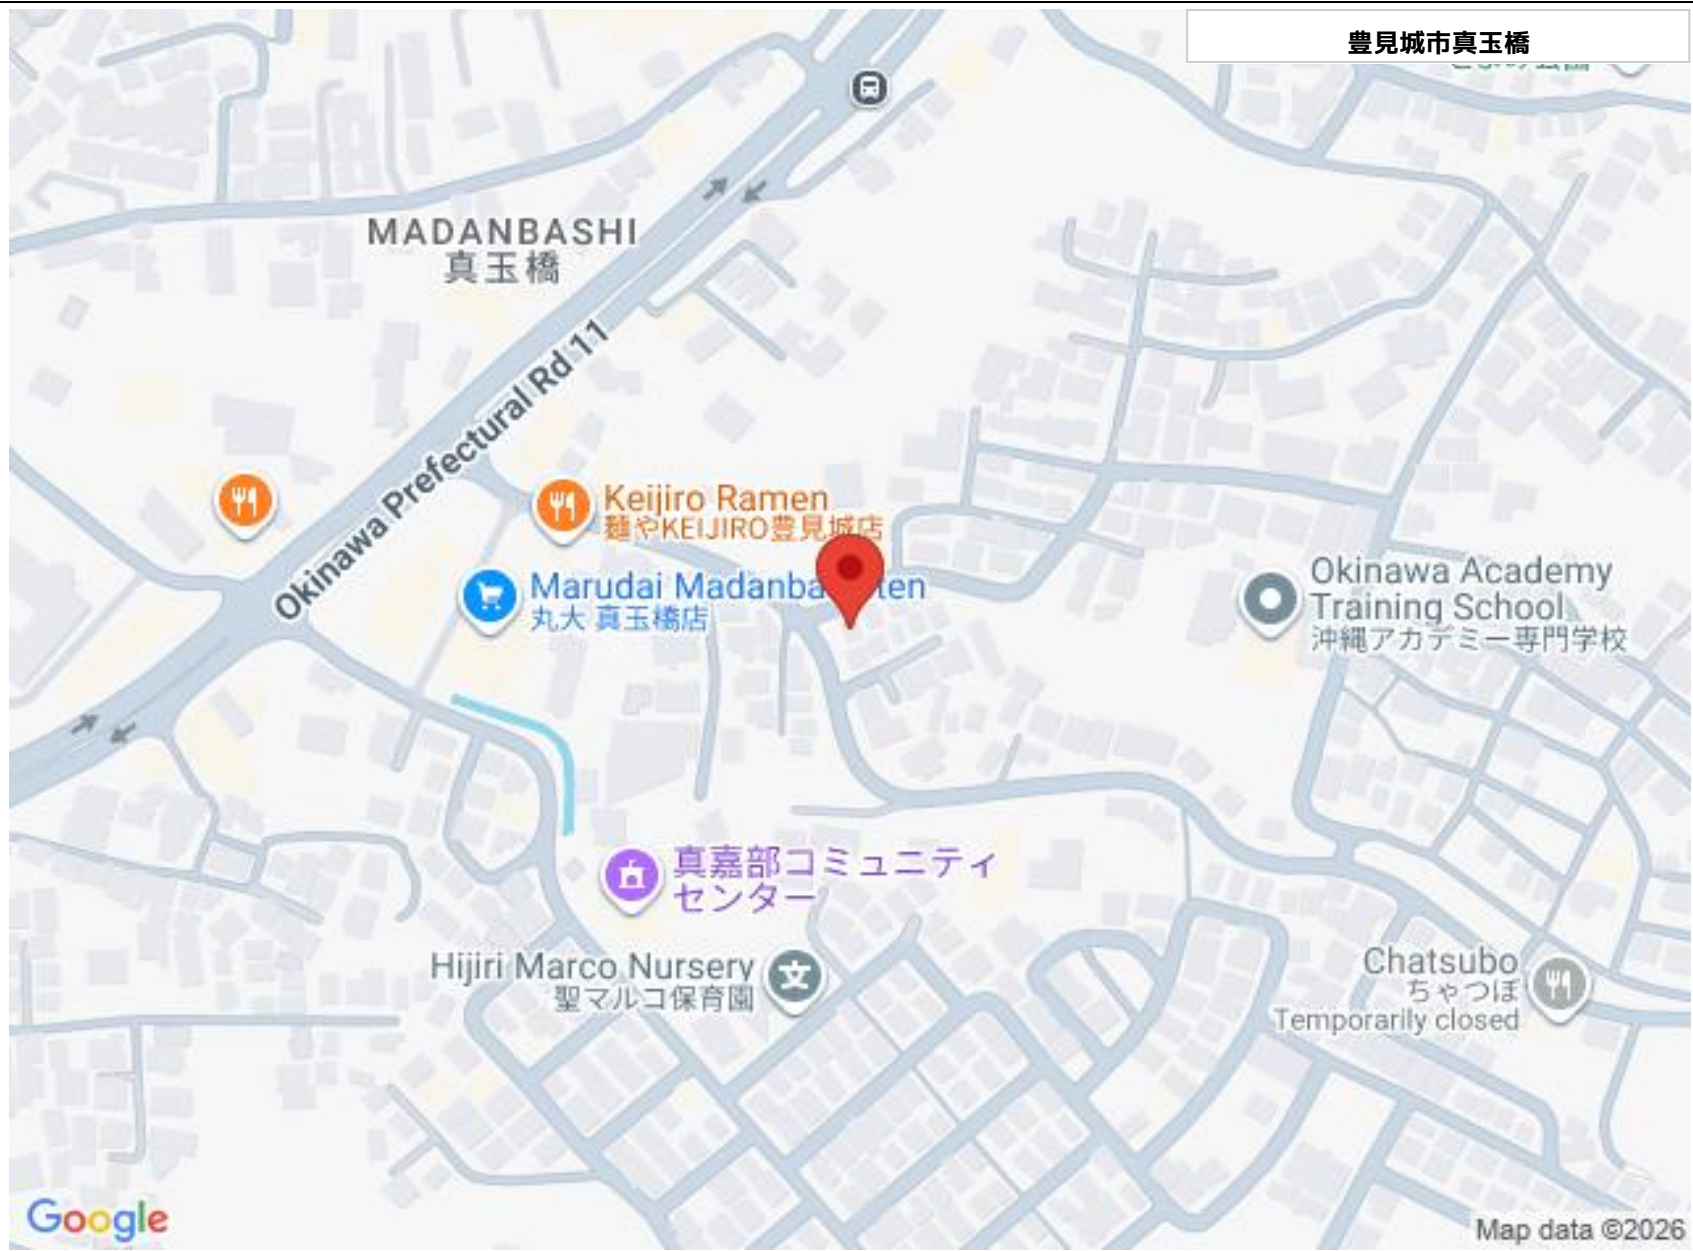 豊見城市真玉橋
MADANBASHI
真玉橋
Okinawa Prefectural Rd 11
Keijiro Ramen
麺やKEIJIRO豊見城店
Marudai Madanba ten
丸大 真玉橋店
Okinawa Academy
Training School
沖縄アカデミー専門学校
真嘉部コミュニティ
センター
Hijiri Marco Nursery
聖マルコ保育園
Chatsubo
ちゃつぼ
Temporarily closed
Google
Map data ©2026